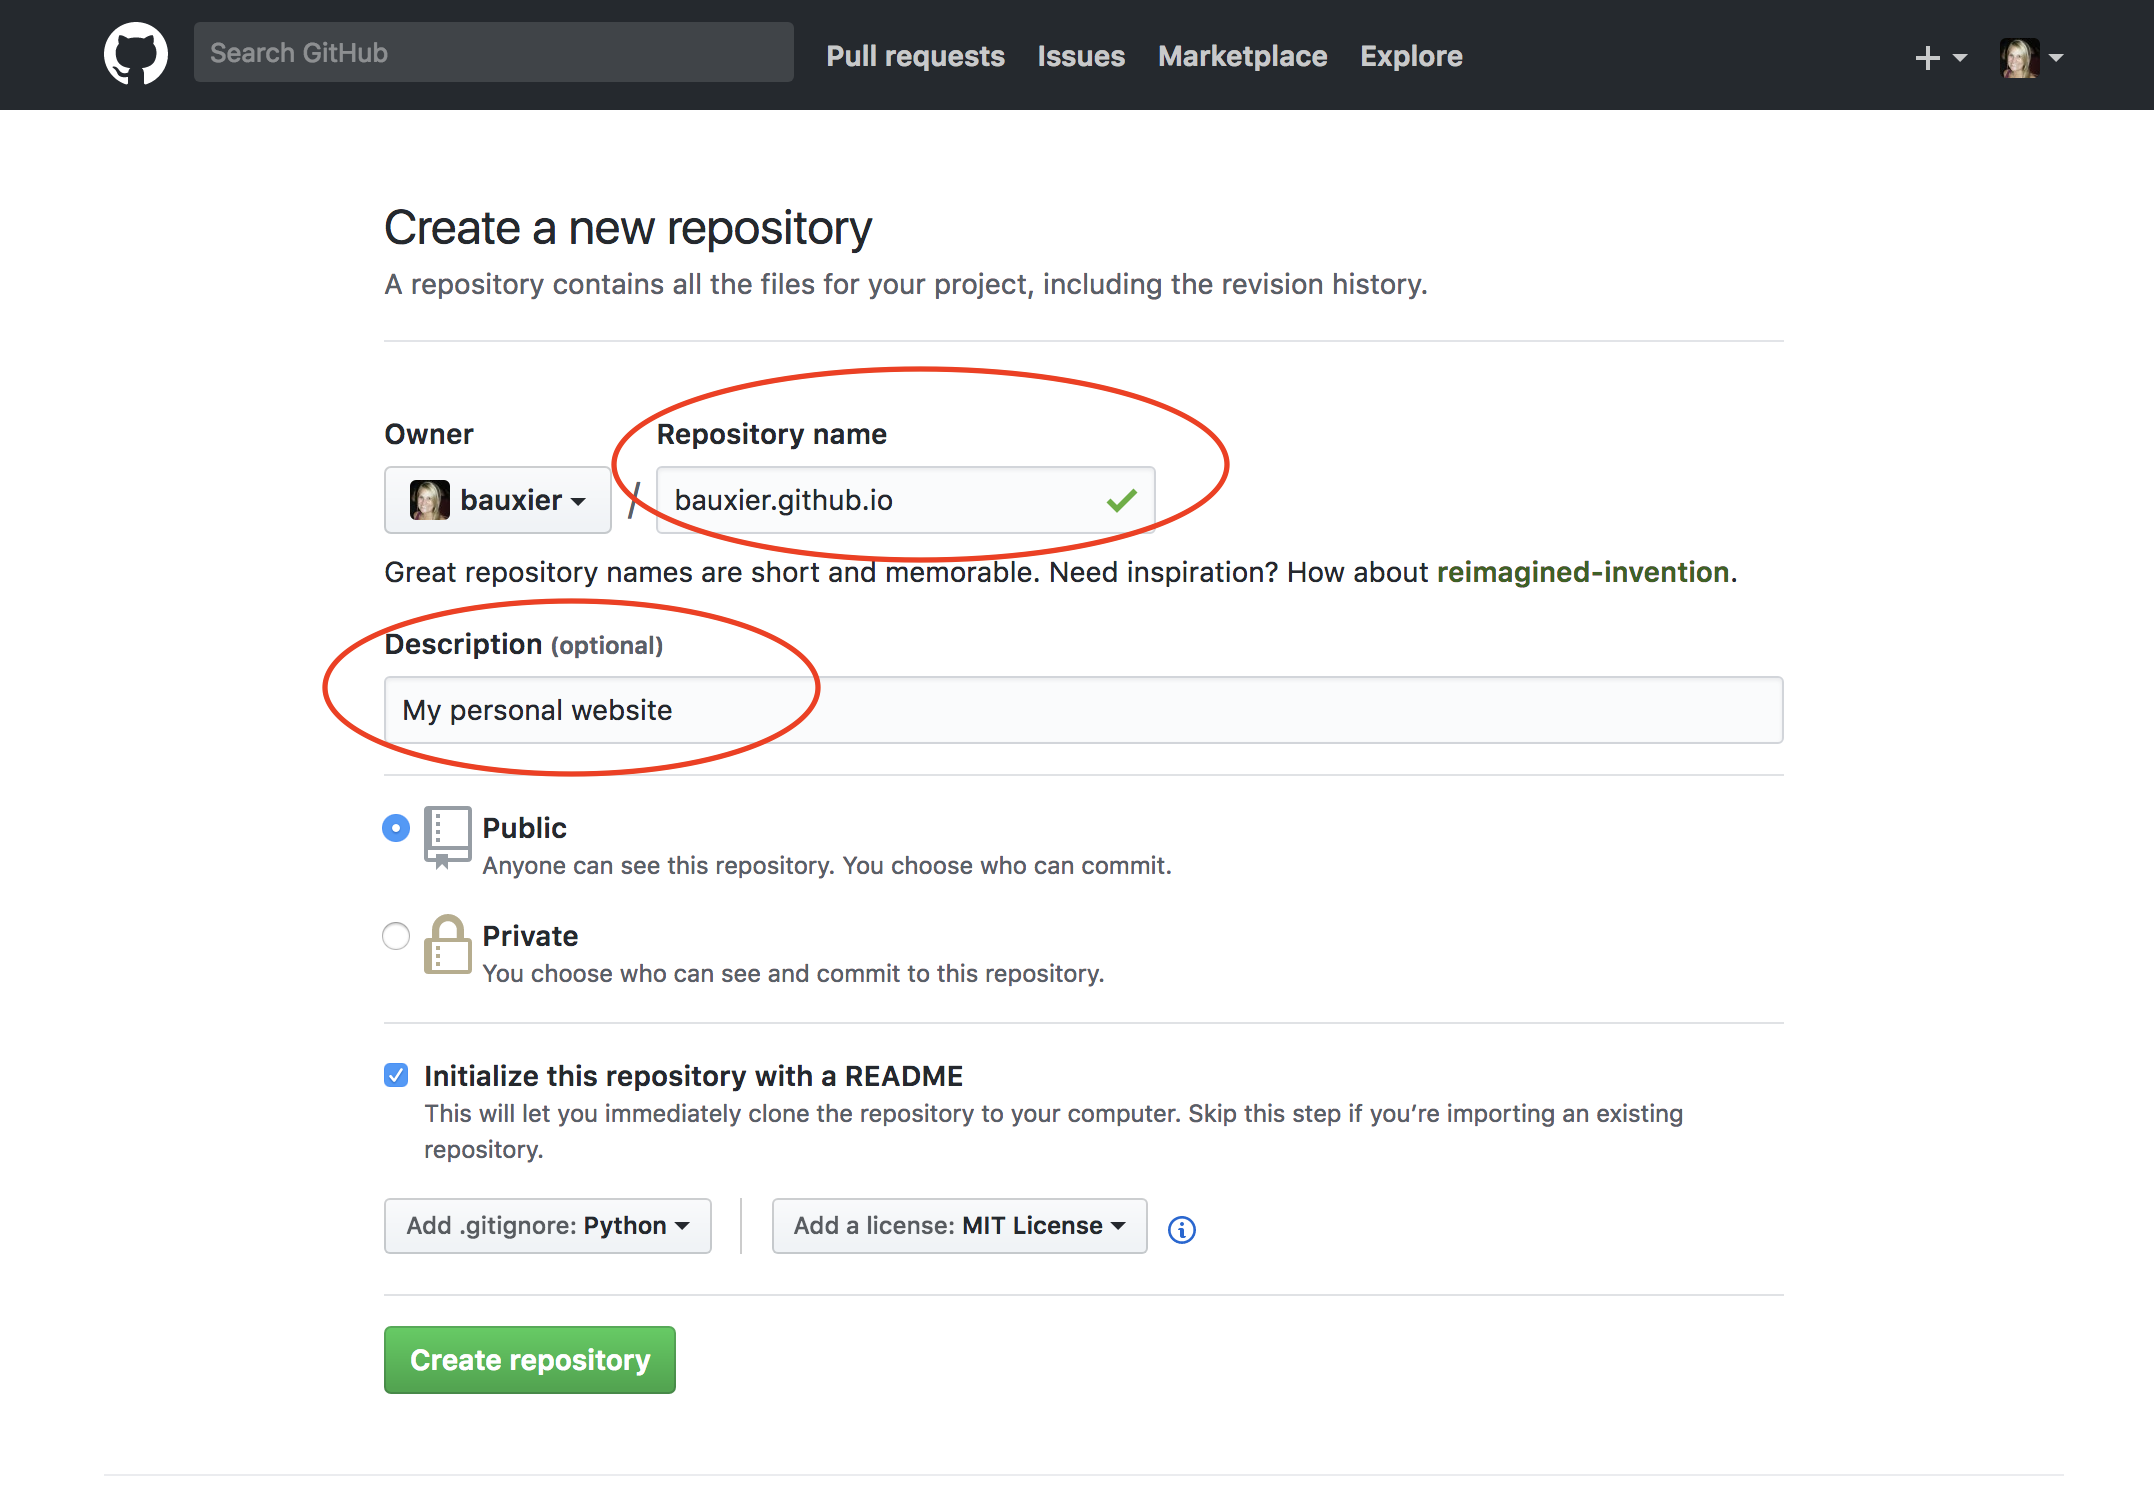 Search GitHub Pull requests Issues Marketplace Explore
Create a new repository
A repository contains all the files for your project, including the revision history.
Owner Repository name
bauxier / bauxier.github.io
Great repository names are short and memorable. Need inspiration? How about reimagined-invention.
Description (optional)
My personal website
Public
Anyone can see this repository. You choose who can commit.
Private
You choose who can see and commit to this repository.
Initialize this repository with a README
This will let you immediately clone the repository to your computer. Skip this step if you’re importing an existing
repository.
Add .gitignore: Python Add a license: MIT License
Create repository